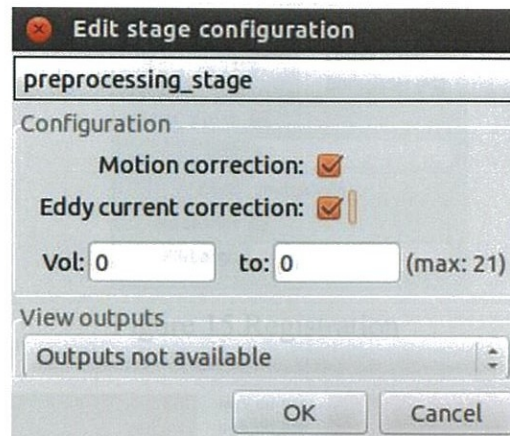 Edit stage configuration
preprocessing_stage
Configuration
Motion correction:
Eddy current correction:
Vol: 0 to: 0 (max: 21)
View outputs
Outputs not available
OK Cancel